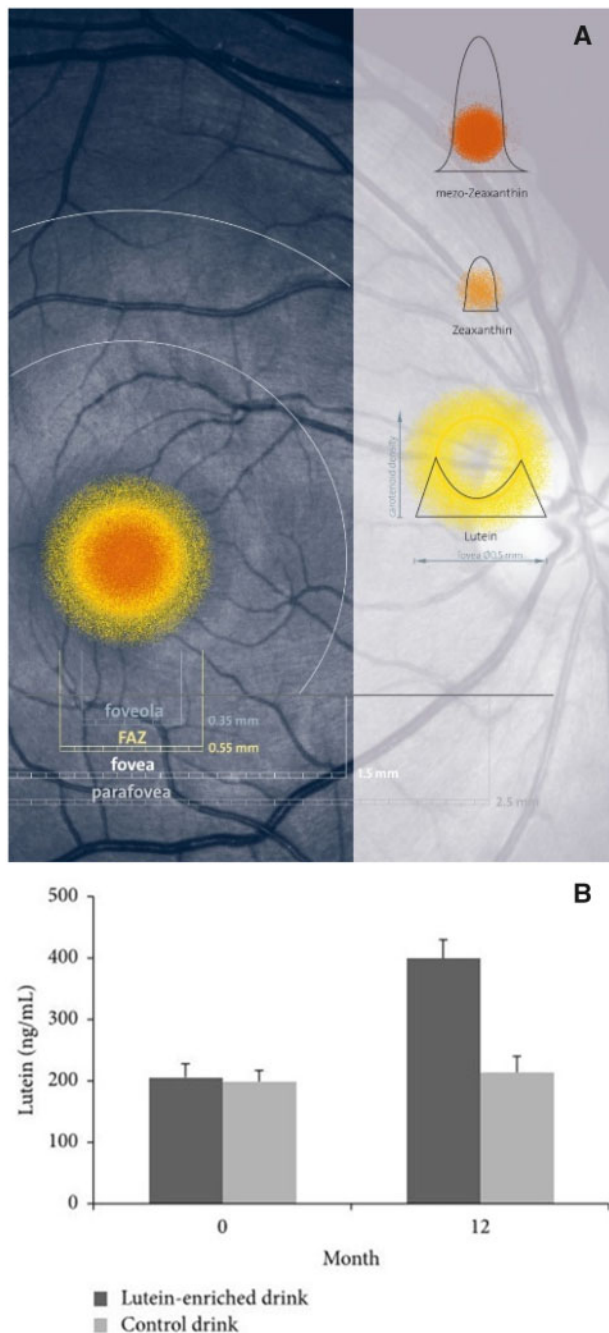 A
mezo-Zeaxanthin
Zeaxanthin
carotenoid density
Lutein
fovea Ø0.5 mm
foveola
0.35 mm
FAZ
0.55 mm
fovea
1.5 mm
parafovea
2.5 mm
B
500
400
300
200
100
0
Lutein (ng/mL)
0
12
Month
Lutein-enriched drink
Control drink